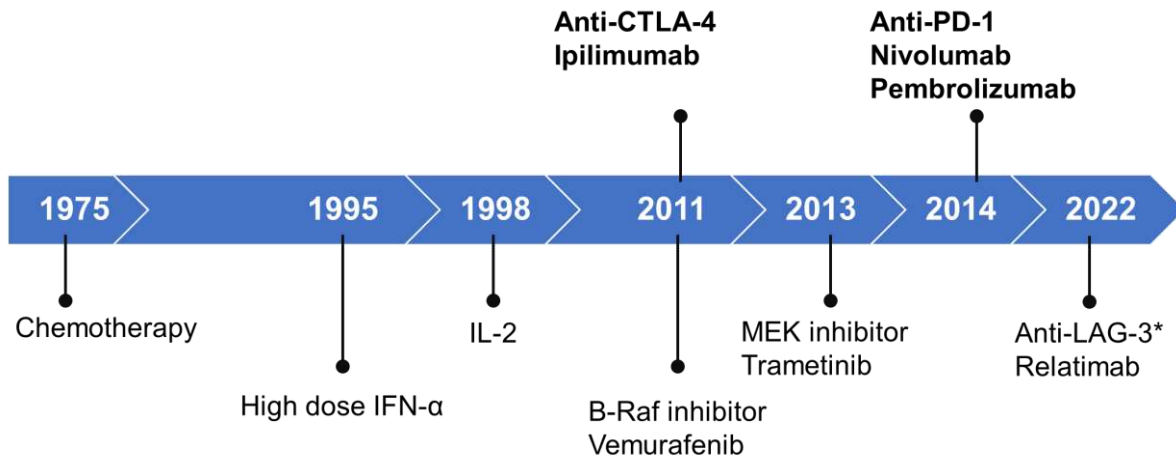 Anti-CTLA-4
Ipilimumab
Anti-PD-1
Nivolumab
Pembrolizumab
1975
1995
1998
2011
2013
2014
2022
Chemotherapy
High dose IFN-α
IL-2
B-Raf inhibitor
Vemurafenib
MEK inhibitor
Trametinib
Anti-LAG-3*
Relatimab